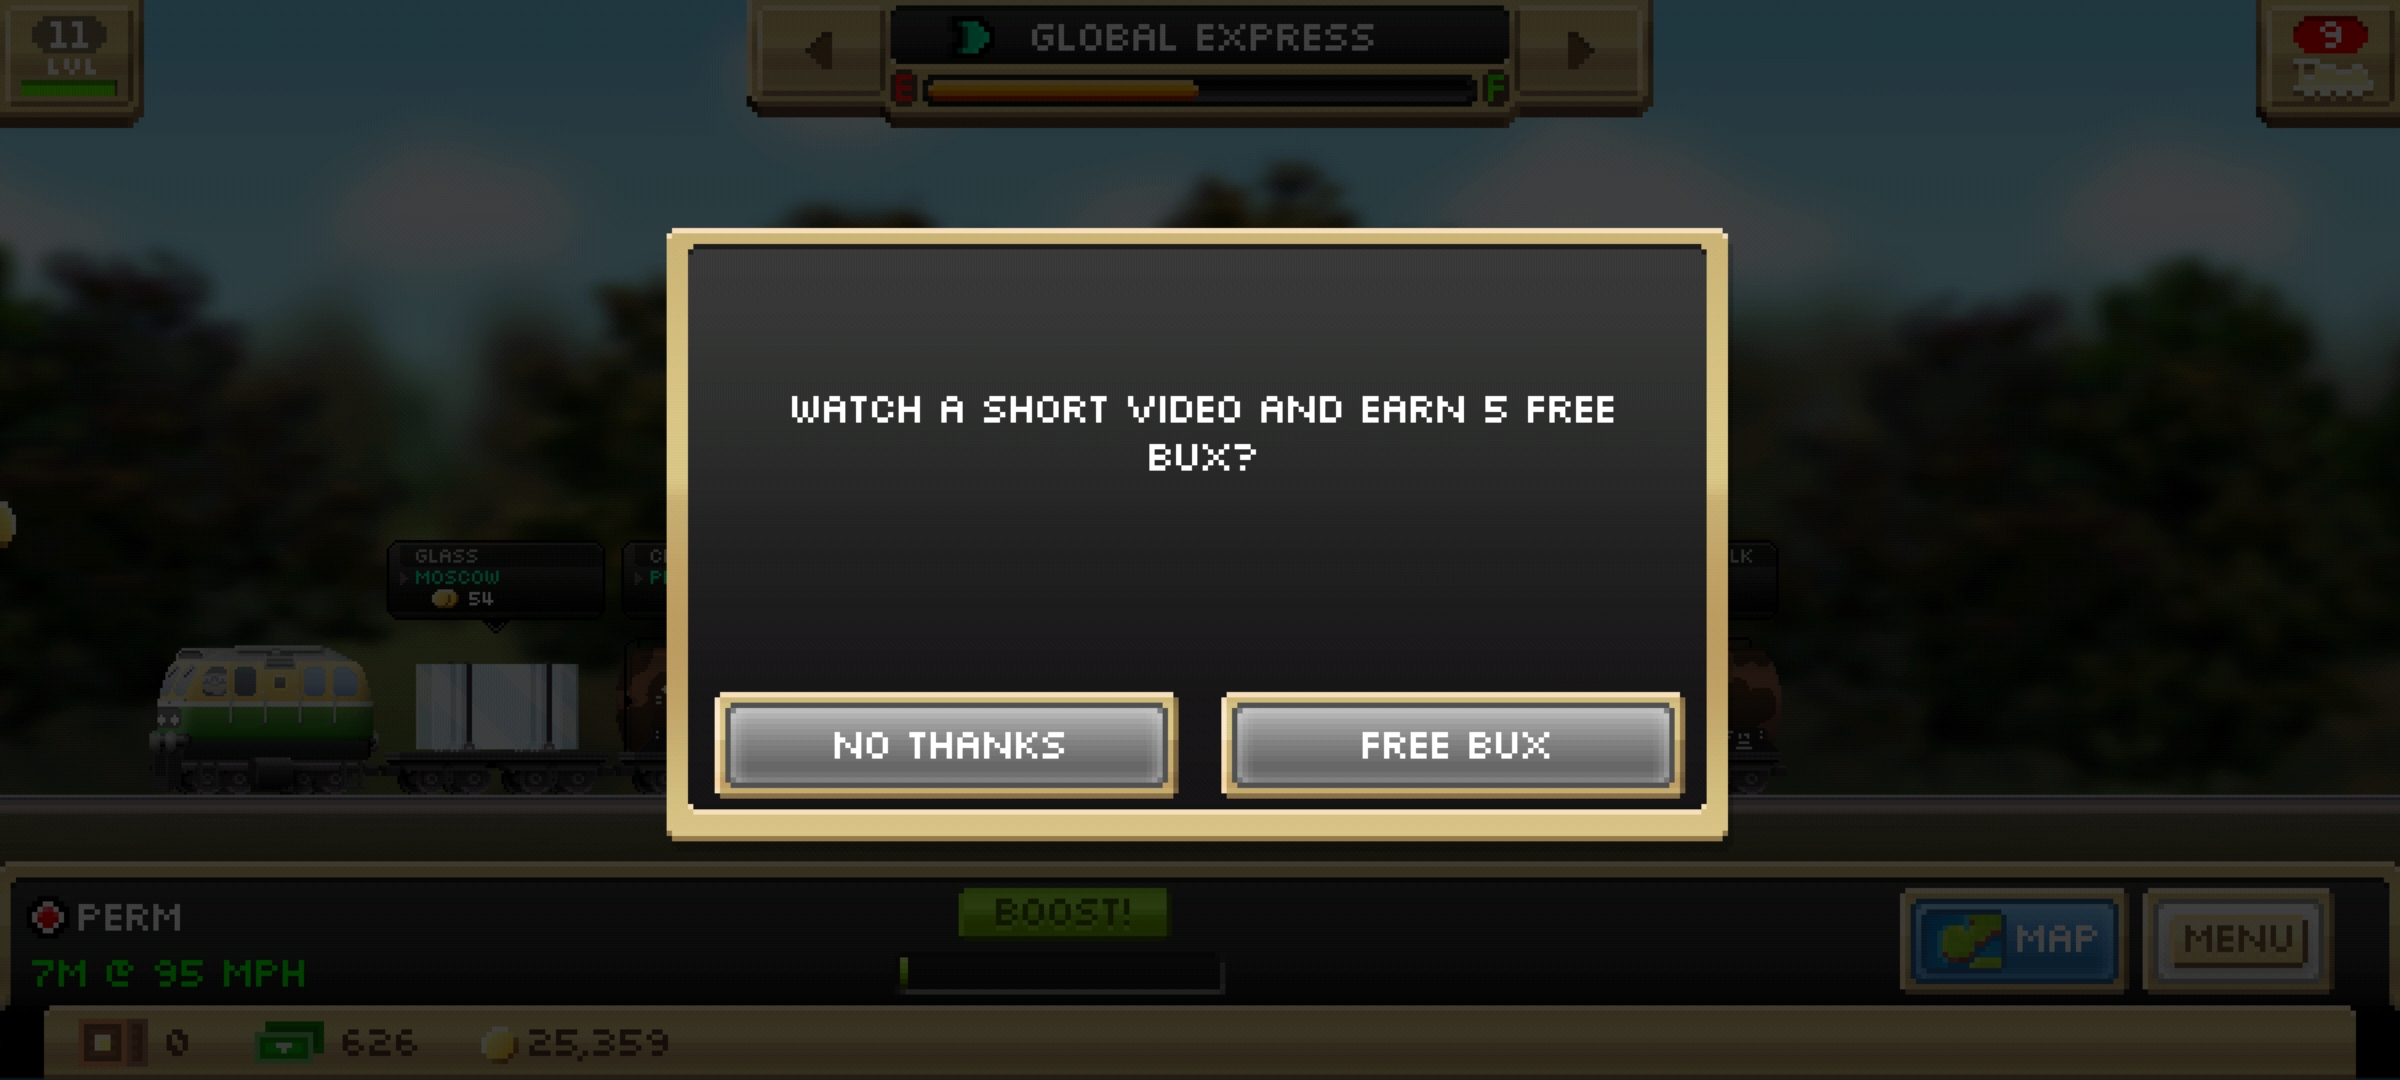 11
LVL
GLOBAL EXPRESS
E F
9
WATCH A SHORT VIDEO AND EARN 5 FREE
BUX?
GLASS
MOSCOW
54
LK
NO THANKS
FREE BUX
PERM
7M @ 95 MPH
BOOST!
MAP
MENU
0
626
25,359